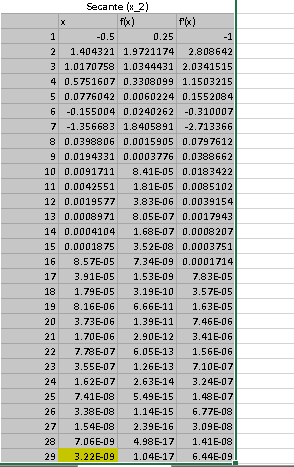 Secante (x_2)
x f(x) f'(x)
1 -0.5 0.25 -1
2 1.404321 1.9721174 2.808642
3 1.0170758 1.0344431 2.0341515
4 0.5751607 0.3308099 1.1503215
5 0.0776042 0.0060224 0.1552084
6 -0.155004 0.0240262 -0.310007
7 -1.356683 1.8405891 -2.713366
8 0.0398806 0.0015905 0.0797612
9 0.0194331 0.0003776 0.0388662
10 0.0091711 8.41E-05 0.0183422
11 0.0042551 1.81E-05 0.0085102
12 0.0019577 3.83E-06 0.0039154
13 0.0008971 8.05E-07 0.0017943
14 0.0004104 1.68E-07 0.0008207
15 0.0001875 3.52E-08 0.0003751
16 8.57E-05 7.34E-09 0.0001714
17 3.91E-05 1.53E-09 7.83E-05
18 1.79E-05 3.19E-10 3.57E-05
19 8.16E-06 6.66E-11 1.63E-05
20 3.73E-06 1.39E-11 7.46E-06
21 1.70E-06 2.90E-12 3.41E-06
22 7.78E-07 6.05E-13 1.56E-06
23 3.55E-07 1.26E-13 7.10E-07
24 1.62E-07 2.63E-14 3.24E-07
25 7.41E-08 5.49E-15 1.48E-07
26 3.38E-08 1.14E-15 6.77E-08
27 1.54E-08 2.39E-16 3.09E-08
28 7.06E-09 4.98E-17 1.41E-08
29 3.22E-09 1.04E-17 6.44E-09